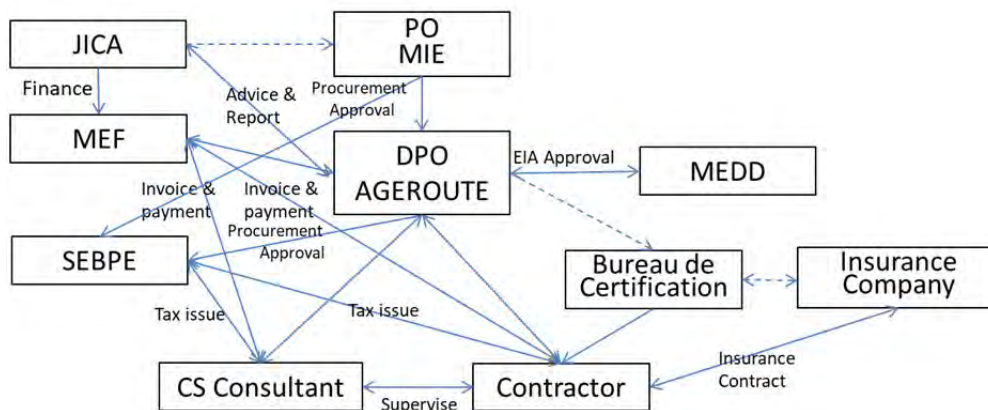 JICA
PO
MIE
Finance
Advice &
Report
Procurement
Approval
MEF
DPO
AGEROUTE
EIA Approval
MEDD
Invoice &
payment
Invoice &
payment
Procurement
Approval
SEBPE
Bureau de
Certification
Insurance
Company
Tax issue
Tax issue
CS Consultant
Supervise
Contractor
Insurance
Contract